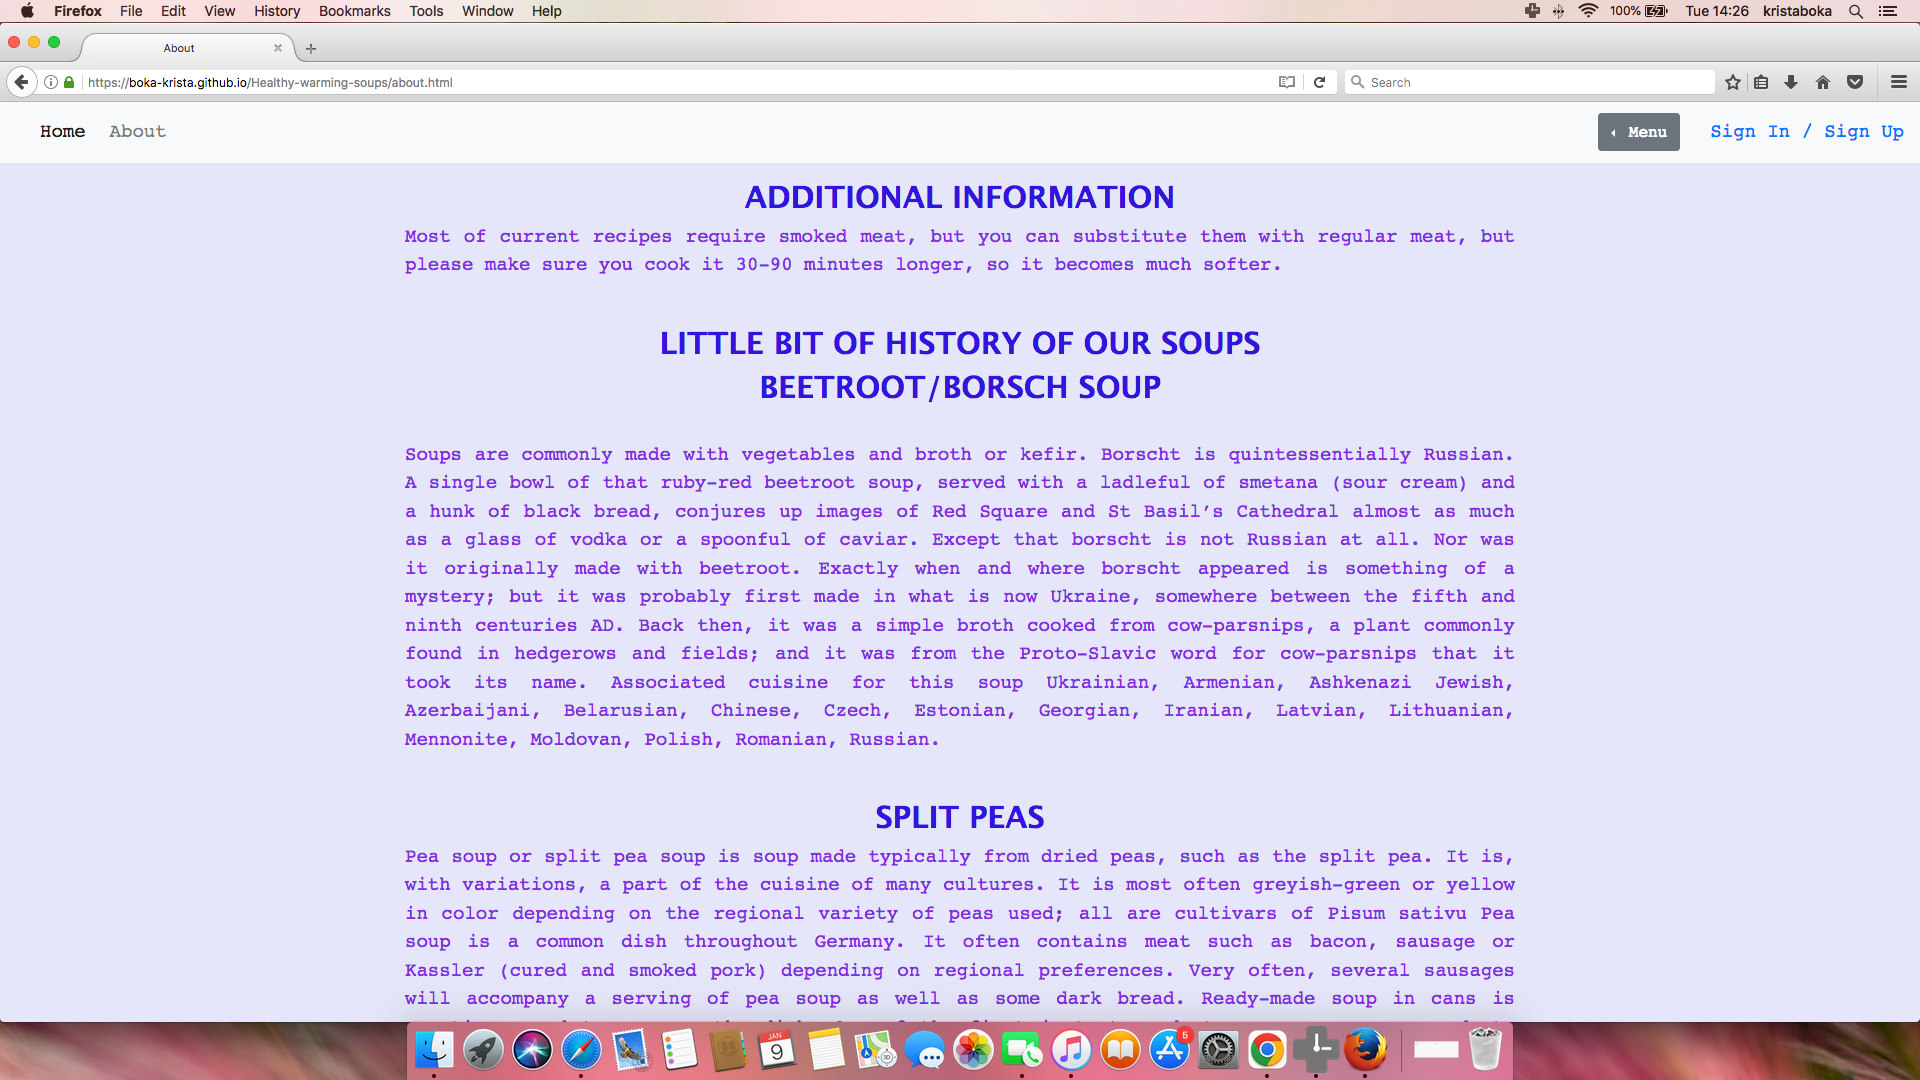 Firefox File Edit View History Bookmarks Tools Window Help 100% Tue 14:26 kristaboka
About
https://boka-krista.github.io/Healthy-warming-soups/about.html Search
Home About Menu Sign In / Sign Up
ADDITIONAL INFORMATION
Most of current recipes require smoked meat, but you can substitute them with regular meat, but
please make sure you cook it 30-90 minutes longer, so it becomes much softer.
LITTLE BIT OF HISTORY OF OUR SOUPS
BEETROOT/BORSCH SOUP
Soups are commonly made with vegetables and broth or kefir. Borscht is quintessentially Russian.
A single bowl of that ruby-red beetroot soup, served with a ladleful of smetana (sour cream) and
a hunk of black bread, conjures up images of Red Square and St Basil’s Cathedral almost as much
as a glass of vodka or a spoonful of caviar. Except that borscht is not Russian at all. Nor was
it originally made with beetroot. Exactly when and where borscht appeared is something of a
mystery; but it was probably first made in what is now Ukraine, somewhere between the fifth and
ninth centuries AD. Back then, it was a simple broth cooked from cow-parsnips, a plant commonly
found in hedgerows and fields; and it was from the Proto-Slavic word for cow-parsnips that it
took its name. Associated cuisine for this soup Ukrainian, Armenian, Ashkenazi Jewish,
Azerbaijani, Belarusian, Chinese, Czech, Estonian, Georgian, Iranian, Latvian, Lithuanian,
Mennonite, Moldovan, Polish, Romanian, Russian.
SPLIT PEAS
Pea soup or split pea soup is soup made typically from dried peas, such as the split pea. It is,
with variations, a part of the cuisine of many cultures. It is most often greyish-green or yellow
in color depending on the regional variety of peas used; all are cultivars of Pisum sativu Pea
soup is a common dish throughout Germany. It often contains meat such as bacon, sausage or
Kassler (cured and smoked pork) depending on regional preferences. Very often, several sausages
will accompany a serving of pea soup as well as some dark bread. Ready-made soup in cans is
JAN
9
5